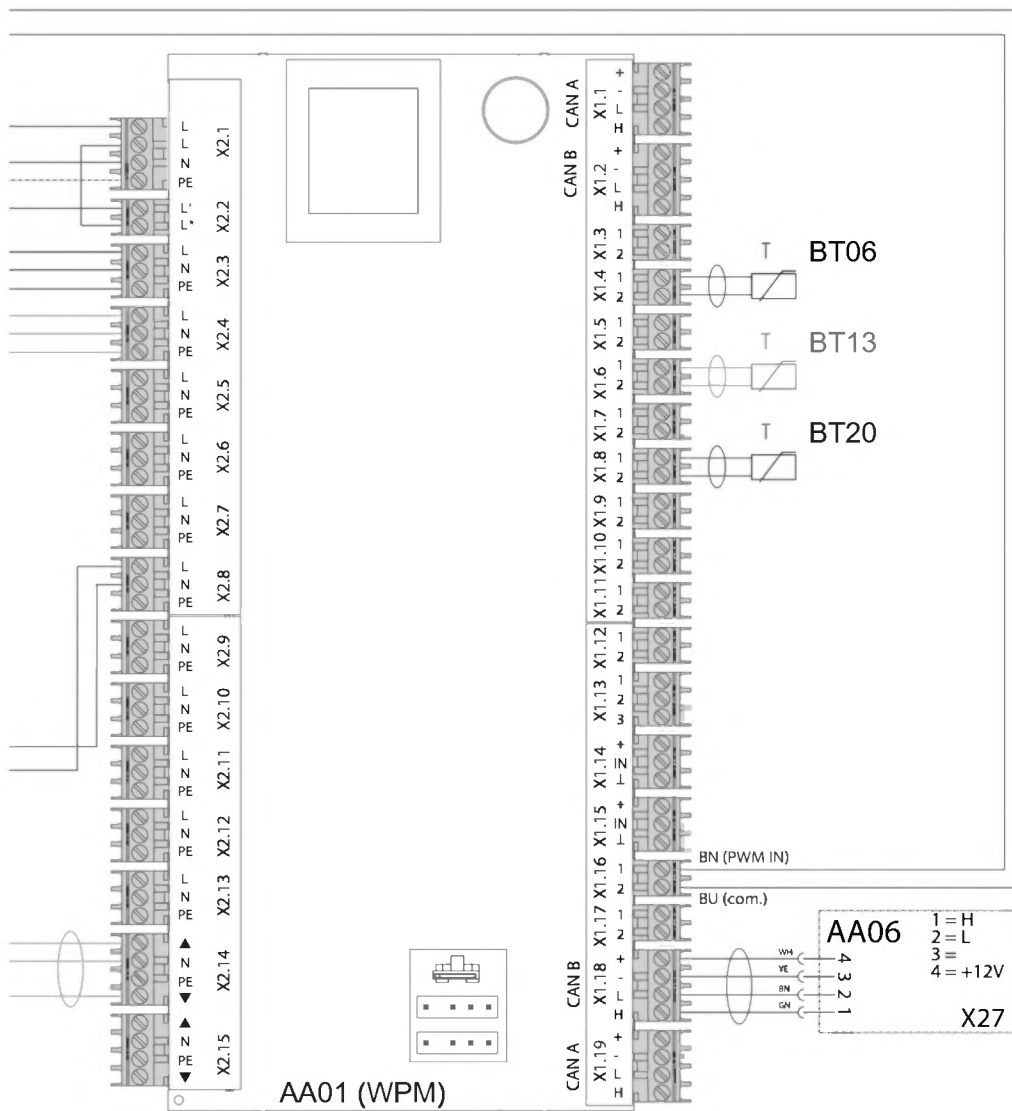 L
L
N
PE
X2.1
L'
L*
X2.2
L
N
PE
X2.3
L
N
PE
X2.4
L
N
PE
X2.5
L
N
PE
X2.6
L
N
PE
X2.7
L
N
PE
X2.8
L
N
PE
X2.9
L
N
PE
X2.10
L
N
PE
X2.11
L
N
PE
X2.12
L
N
PE
X2.13
▲
N
PE
▼
X2.14
▲
N
PE
▼
X2.15
AA01 (WPM)
CAN A
X1.1
+
-
L
H
CAN B
X1.2
+
-
L
H
X1.3
1
2
X1.4
1
2
X1.5
1
2
X1.6
1
2
X1.7
1
2
X1.8
1
2
X1.9
1
2
X1.10
1
2
X1.11
1
2
X1.12
1
2
X1.13
1
2
3
X1.14
+
IN
⊥
X1.15
+
IN
⊥
X1.16
1
2
X1.17
1
2
CAN B
X1.18
+
-
L
H
CAN A
X1.19
+
-
L
H
T
BT06
T
BT13
T
BT20
BN (PWM IN)
BU (com.)
WH
YE
BN
GN
4
3
2
1
AA06
1 = H
2 = L
3 =
4 = +12V
X27